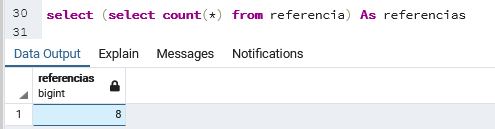 30 select (select count(*) from referencia) As referencias
31
Data Output Explain Messages Notifications
referencias
bigint
1 8